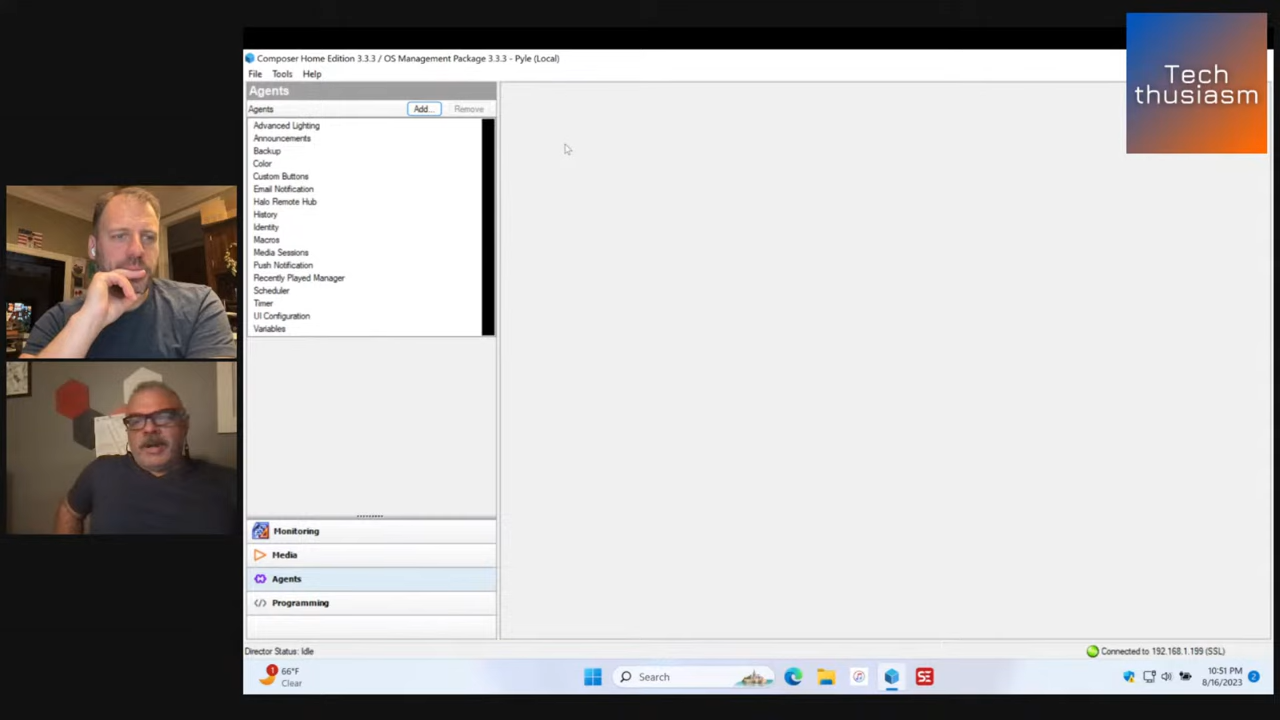 Tech
thusiasm
Composer Home Edition 3.3.3 / OS Management Package 3.3.3 - Pyle (Local)
File Tools Help
Agents
Agents Add... Remove
Advanced Lighting
Announcements
Backup
Color
Custom Buttons
Email Notification
Halo Remote Hub
History
Identity
Macros
Media Sessions
Push Notification
Recently Played Manager
Scheduler
Timer
UI Configuration
Variables
Monitoring
Media
Agents
Programming
Director Status: Idle
Connected to 192.168.1.199 (SSL)
1
66°F
Clear
Search
SE
10:51 PM
8/16/2023
2